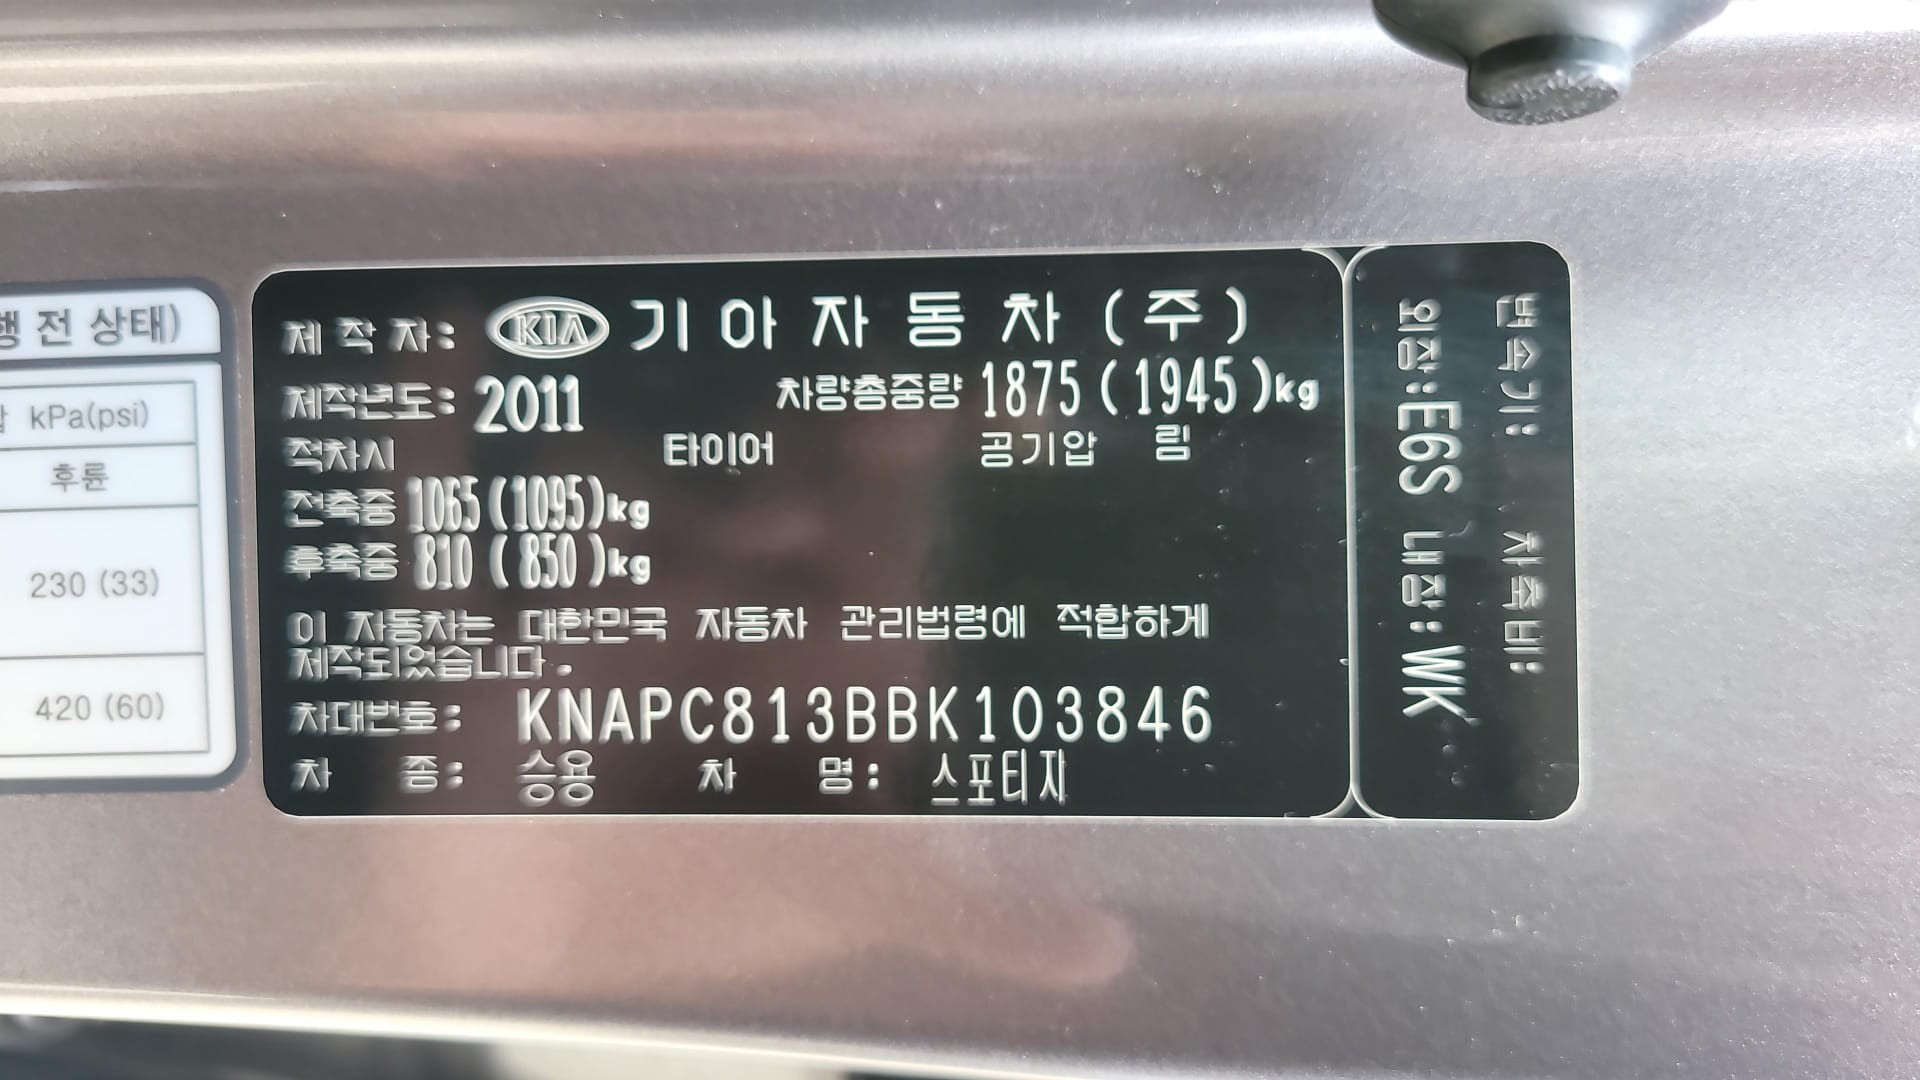 행 전 상태)
kPa(psi)
후륜
230 (33)
420 (60)
제 작 자: KIA 기 아 자 동 차 (주)
제작년도: 2011 차량총중량 1875 (1945)kg
적차시 타이어 공기압 림
전축중 1065 (1095)kg
후축중 810 (850)kg
이 자동차는 대한민국 자동차 관리법령에 적합하게
제작되었습니다.
차대번호: KNAPC813BBK103846
차 종: 승용 차 명: 스포티지
변속기: 차축비:
외장:E6S 내장:WK